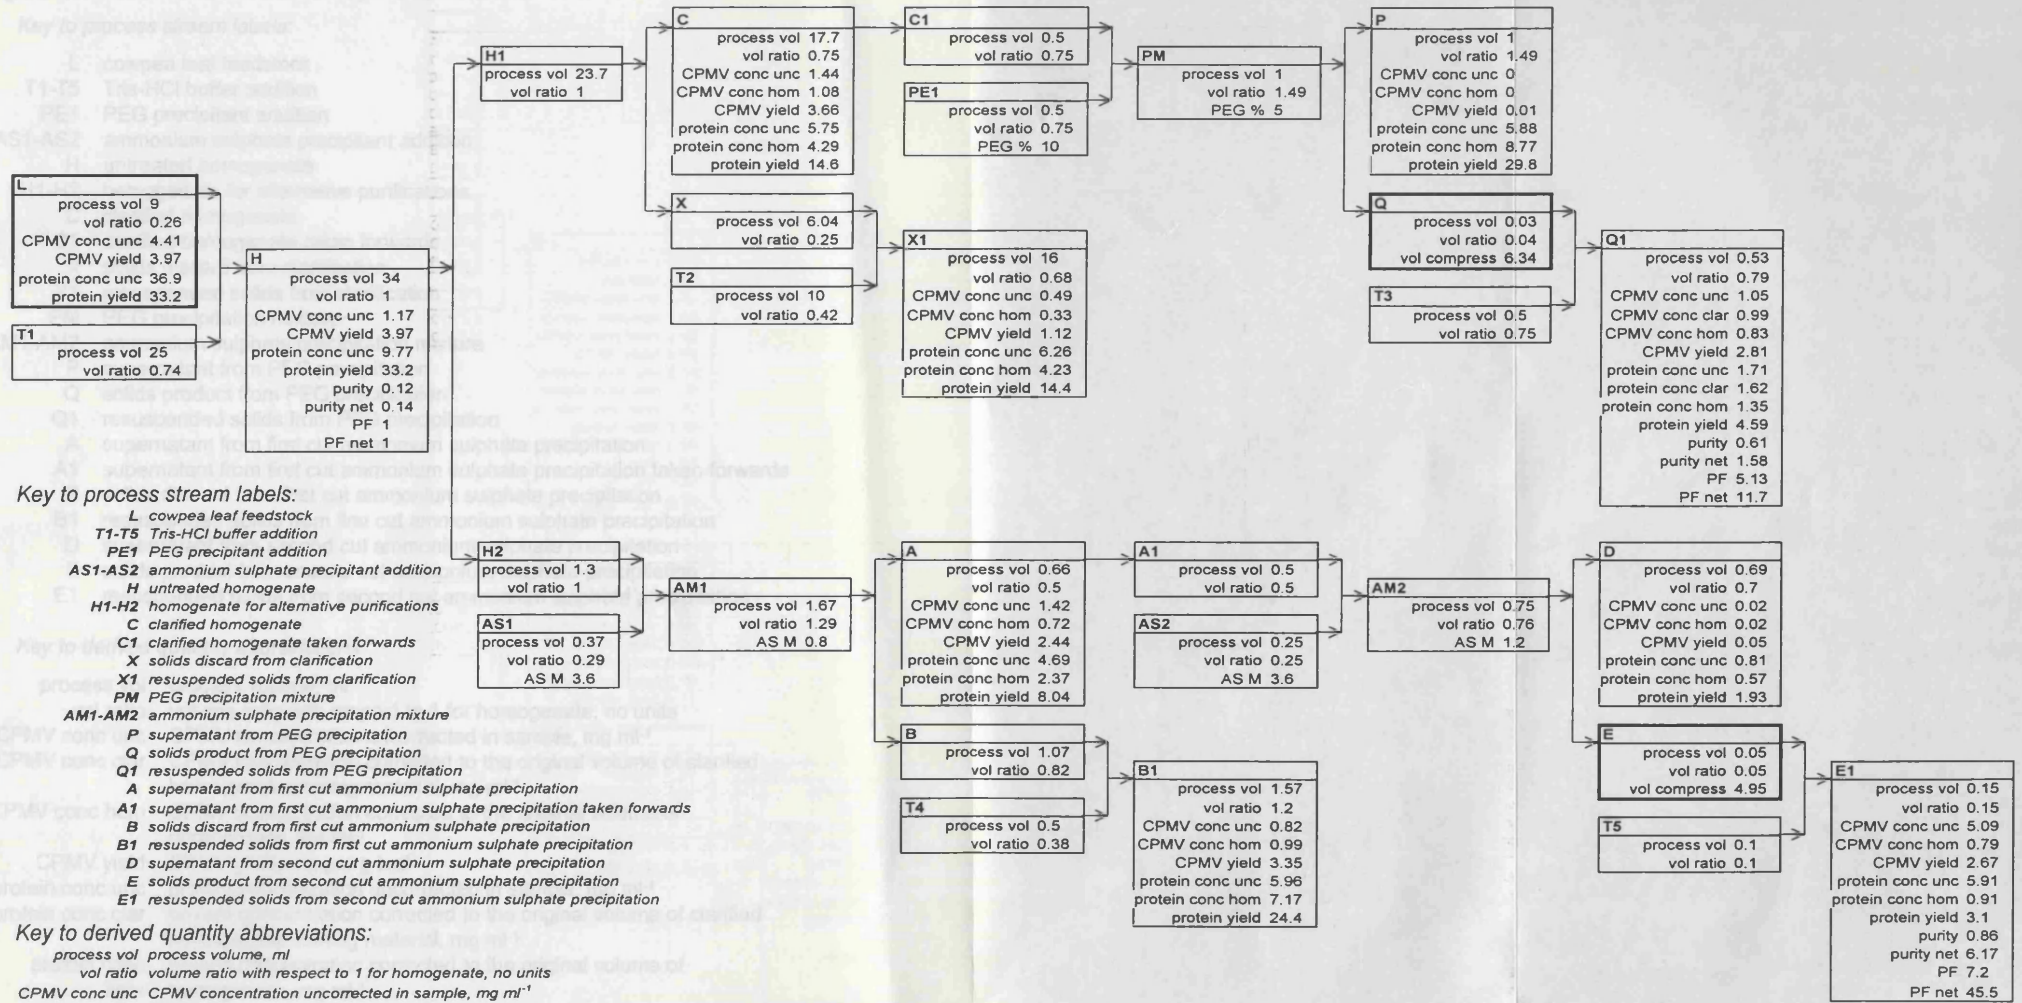 L
process vol 9
vol ratio 0.26
CPMV conc unc 4.41
CPMV yield 3.97
protein conc unc 36.9
protein yield 33.2
T1
process vol 25
vol ratio 0.74
H
process vol 34
vol ratio 1
CPMV conc unc 1.17
CPMV yield 3.97
protein conc unc 9.77
protein yield 33.2
purity 0.12
purity net 0.14
PF 1
PF net 1
H1
process vol 23.7
vol ratio 1
C
process vol 17.7
vol ratio 0.75
CPMV conc unc 1.44
CPMV conc hom 1.08
CPMV yield 3.66
protein conc unc 5.75
protein conc hom 4.29
protein yield 14.6
X
process vol 6.04
vol ratio 0.25
T2
process vol 10
vol ratio 0.42
C1
process vol 0.5
vol ratio 0.75
PE1
process vol 0.5
vol ratio 0.75
PEG % 10
X1
process vol 16
vol ratio 0.68
CPMV conc unc 0.49
CPMV conc hom 0.33
CPMV yield 1.12
protein conc unc 6.26
protein conc hom 4.23
protein yield 14.4
PM
process vol 1
vol ratio 1.49
PEG % 5
P
process vol 1
vol ratio 1.49
CPMV conc unc 0
CPMV conc hom 0
CPMV yield 0.01
protein conc unc 5.88
protein conc hom 8.77
protein yield 29.8
Q
process vol 0.03
vol ratio 0.04
vol compress 6.34
T3
process vol 0.5
vol ratio 0.75
Q1
process vol 0.53
vol ratio 0.79
CPMV conc unc 1.05
CPMV conc clar 0.99
CPMV conc hom 0.83
CPMV yield 2.81
protein conc unc 1.71
protein conc clar 1.62
protein conc hom 1.35
protein yield 4.59
purity 0.61
purity net 1.58
PF 5.13
PF net 11.7
H2
process vol 1.3
vol ratio 1
AS1
process vol 0.37
vol ratio 0.29
AS M 3.6
AM1
process vol 1.67
vol ratio 1.29
AS M 0.8
A
process vol 0.66
vol ratio 0.5
CPMV conc unc 1.42
CPMV conc hom 0.72
CPMV yield 2.44
protein conc unc 4.69
protein conc hom 2.37
protein yield 8.04
B
process vol 1.07
vol ratio 0.82
T4
process vol 0.5
vol ratio 0.38
A1
process vol 0.5
vol ratio 0.5
AS2
process vol 0.25
vol ratio 0.25
AS M 3.6
B1
process vol 1.57
vol ratio 1.2
CPMV conc unc 0.82
CPMV conc hom 0.99
CPMV yield 3.35
protein conc unc 5.96
protein conc hom 7.17
protein yield 24.4
AM2
process vol 0.75
vol ratio 0.76
AS M 1.2
D
process vol 0.69
vol ratio 0.7
CPMV conc unc 0.02
CPMV conc hom 0.02
CPMV yield 0.05
protein conc unc 0.81
protein conc hom 0.57
protein yield 1.93
E
process vol 0.05
vol ratio 0.05
vol compress 4.95
T5
process vol 0.1
vol ratio 0.1
E1
process vol 0.15
vol ratio 0.15
CPMV conc unc 5.09
CPMV conc hom 0.79
CPMV yield 2.67
protein conc unc 5.91
protein conc hom 0.91
protein yield 3.1
purity 0.86
purity net 6.17
PF 7.2
PF net 45.5
Key to process stream labels:
L cowpea leaf feedstock
T1-T5 Tris-HCl buffer addition
PE1 PEG precipitant addition
AS1-AS2 ammonium sulphate precipitant addition
H untreated homogenate
H1-H2 homogenate for alternative purifications
C clarified homogenate
C1 clarified homogenate taken forwards
X solids discard from clarification
X1 resuspended solids from clarification
PM PEG precipitation mixture
AM1-AM2 ammonium sulphate precipitation mixture
P supernatant from PEG precipitation
Q solids product from PEG precipitation
Q1 resuspended solids from PEG precipitation
A supernatant from first cut ammonium sulphate precipitation
A1 supernatant from first cut ammonium sulphate precipitation taken forwards
B solids discard from first cut ammonium sulphate precipitation
B1 resuspended solids from first cut ammonium sulphate precipitation
D supernatant from second cut ammonium sulphate precipitation
E solids product from second cut ammonium sulphate precipitation
E1 resuspended solids from second cut ammonium sulphate precipitation
Key to derived quantity abbreviations:
process vol process volume, ml
vol ratio volume ratio with respect to 1 for homogenate, no units
CPMV conc unc CPMV concentration uncorrected in sample, mg ml⁻¹